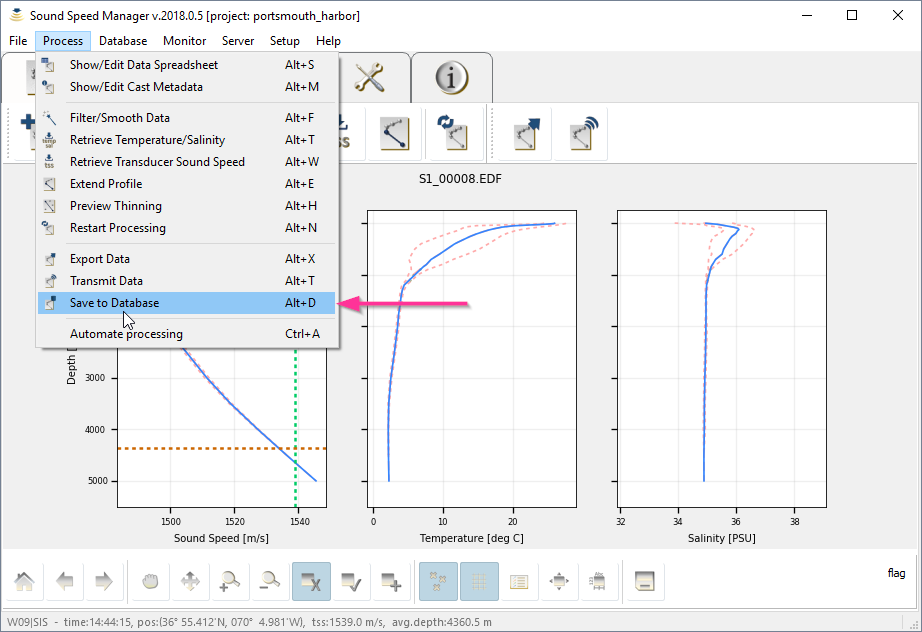 Sound Speed Manager v.2018.0.5 [project: portsmouth_harbor]
File Process Database Monitor Server Setup Help
Show/Edit Data Spreadsheet Alt+S
Show/Edit Cast Metadata Alt+M
Filter/Smooth Data Alt+F
Retrieve Temperature/Salinity Alt+T
Retrieve Transducer Sound Speed Alt+W
Extend Profile Alt+E
Preview Thinning Alt+H
Restart Processing Alt+N
Export Data Alt+X
Transmit Data Alt+T
Save to Database Alt+D
Automate processing Ctrl+A
temp
sal
tss
S1_00008.EDF
Depth [
3000
4000
5000
1500 1520 1540
Sound Speed [m/s]
0 10 20
Temperature [deg C]
32 34 36 38
Salinity [PSU]
flag
W09|SIS - time:14:44:15, pos:(36° 55.412'N, 070° 4.981'W), tss:1539.0 m/s, avg.depth:4360.5 m